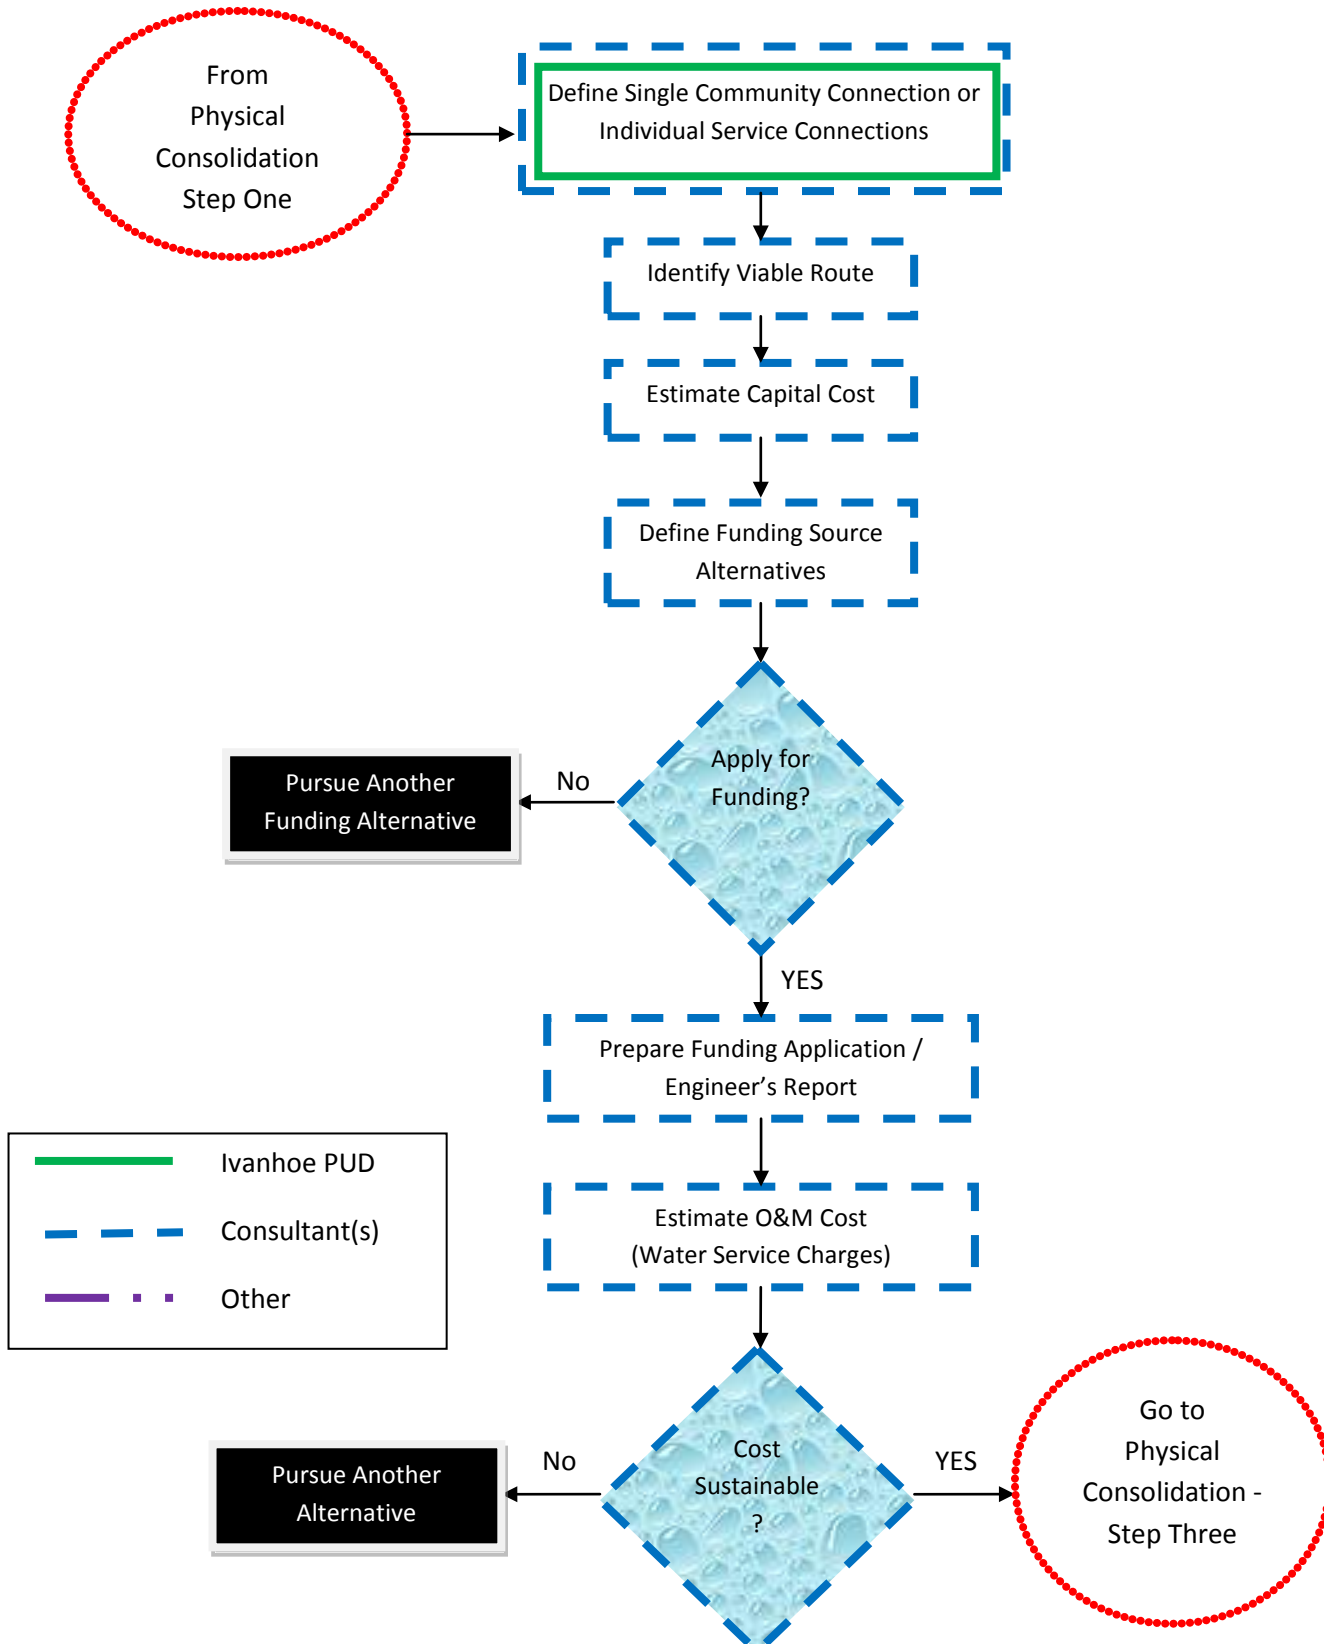 From
Physical
Consolidation
Step One
Define Single Community Connection or
Individual Service Connections
Identify Viable Route
Estimate Capital Cost
Define Funding Source
Alternatives
Apply for
Funding?
No
Pursue Another
Funding Alternative
YES
Prepare Funding Application /
Engineer’s Report
Ivanhoe PUD
Consultant(s)
Other
Estimate O&M Cost
(Water Service Charges)
Cost
Sustainable
?
No
Pursue Another
Alternative
YES
Go to
Physical
Consolidation -
Step Three